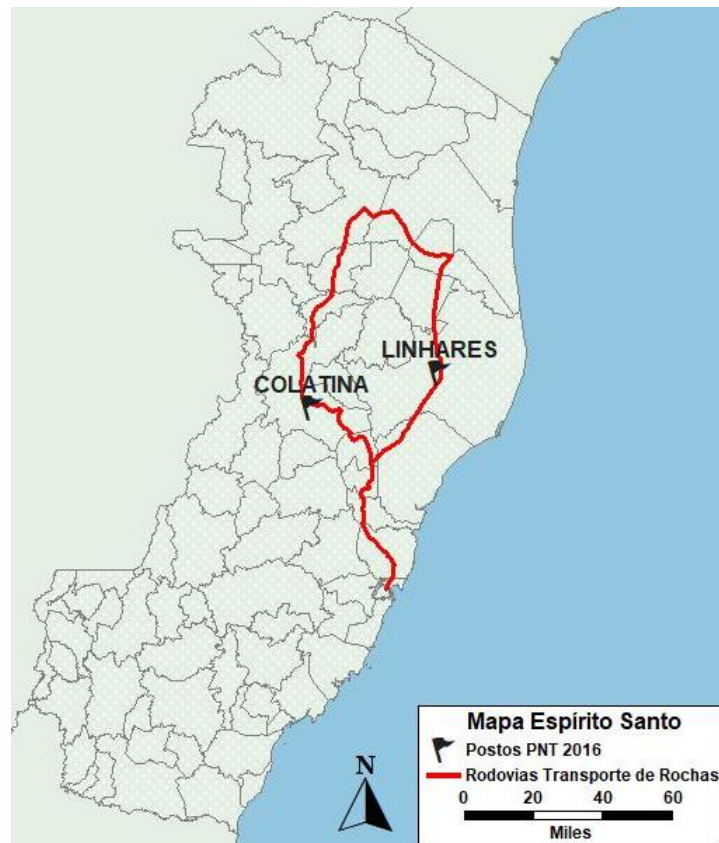 LINHARES
COLATINA
N
Mapa Espírito Santo
Postos PNT 2016
Rodovias Transporte de Rochas
0 20 40 60
Miles